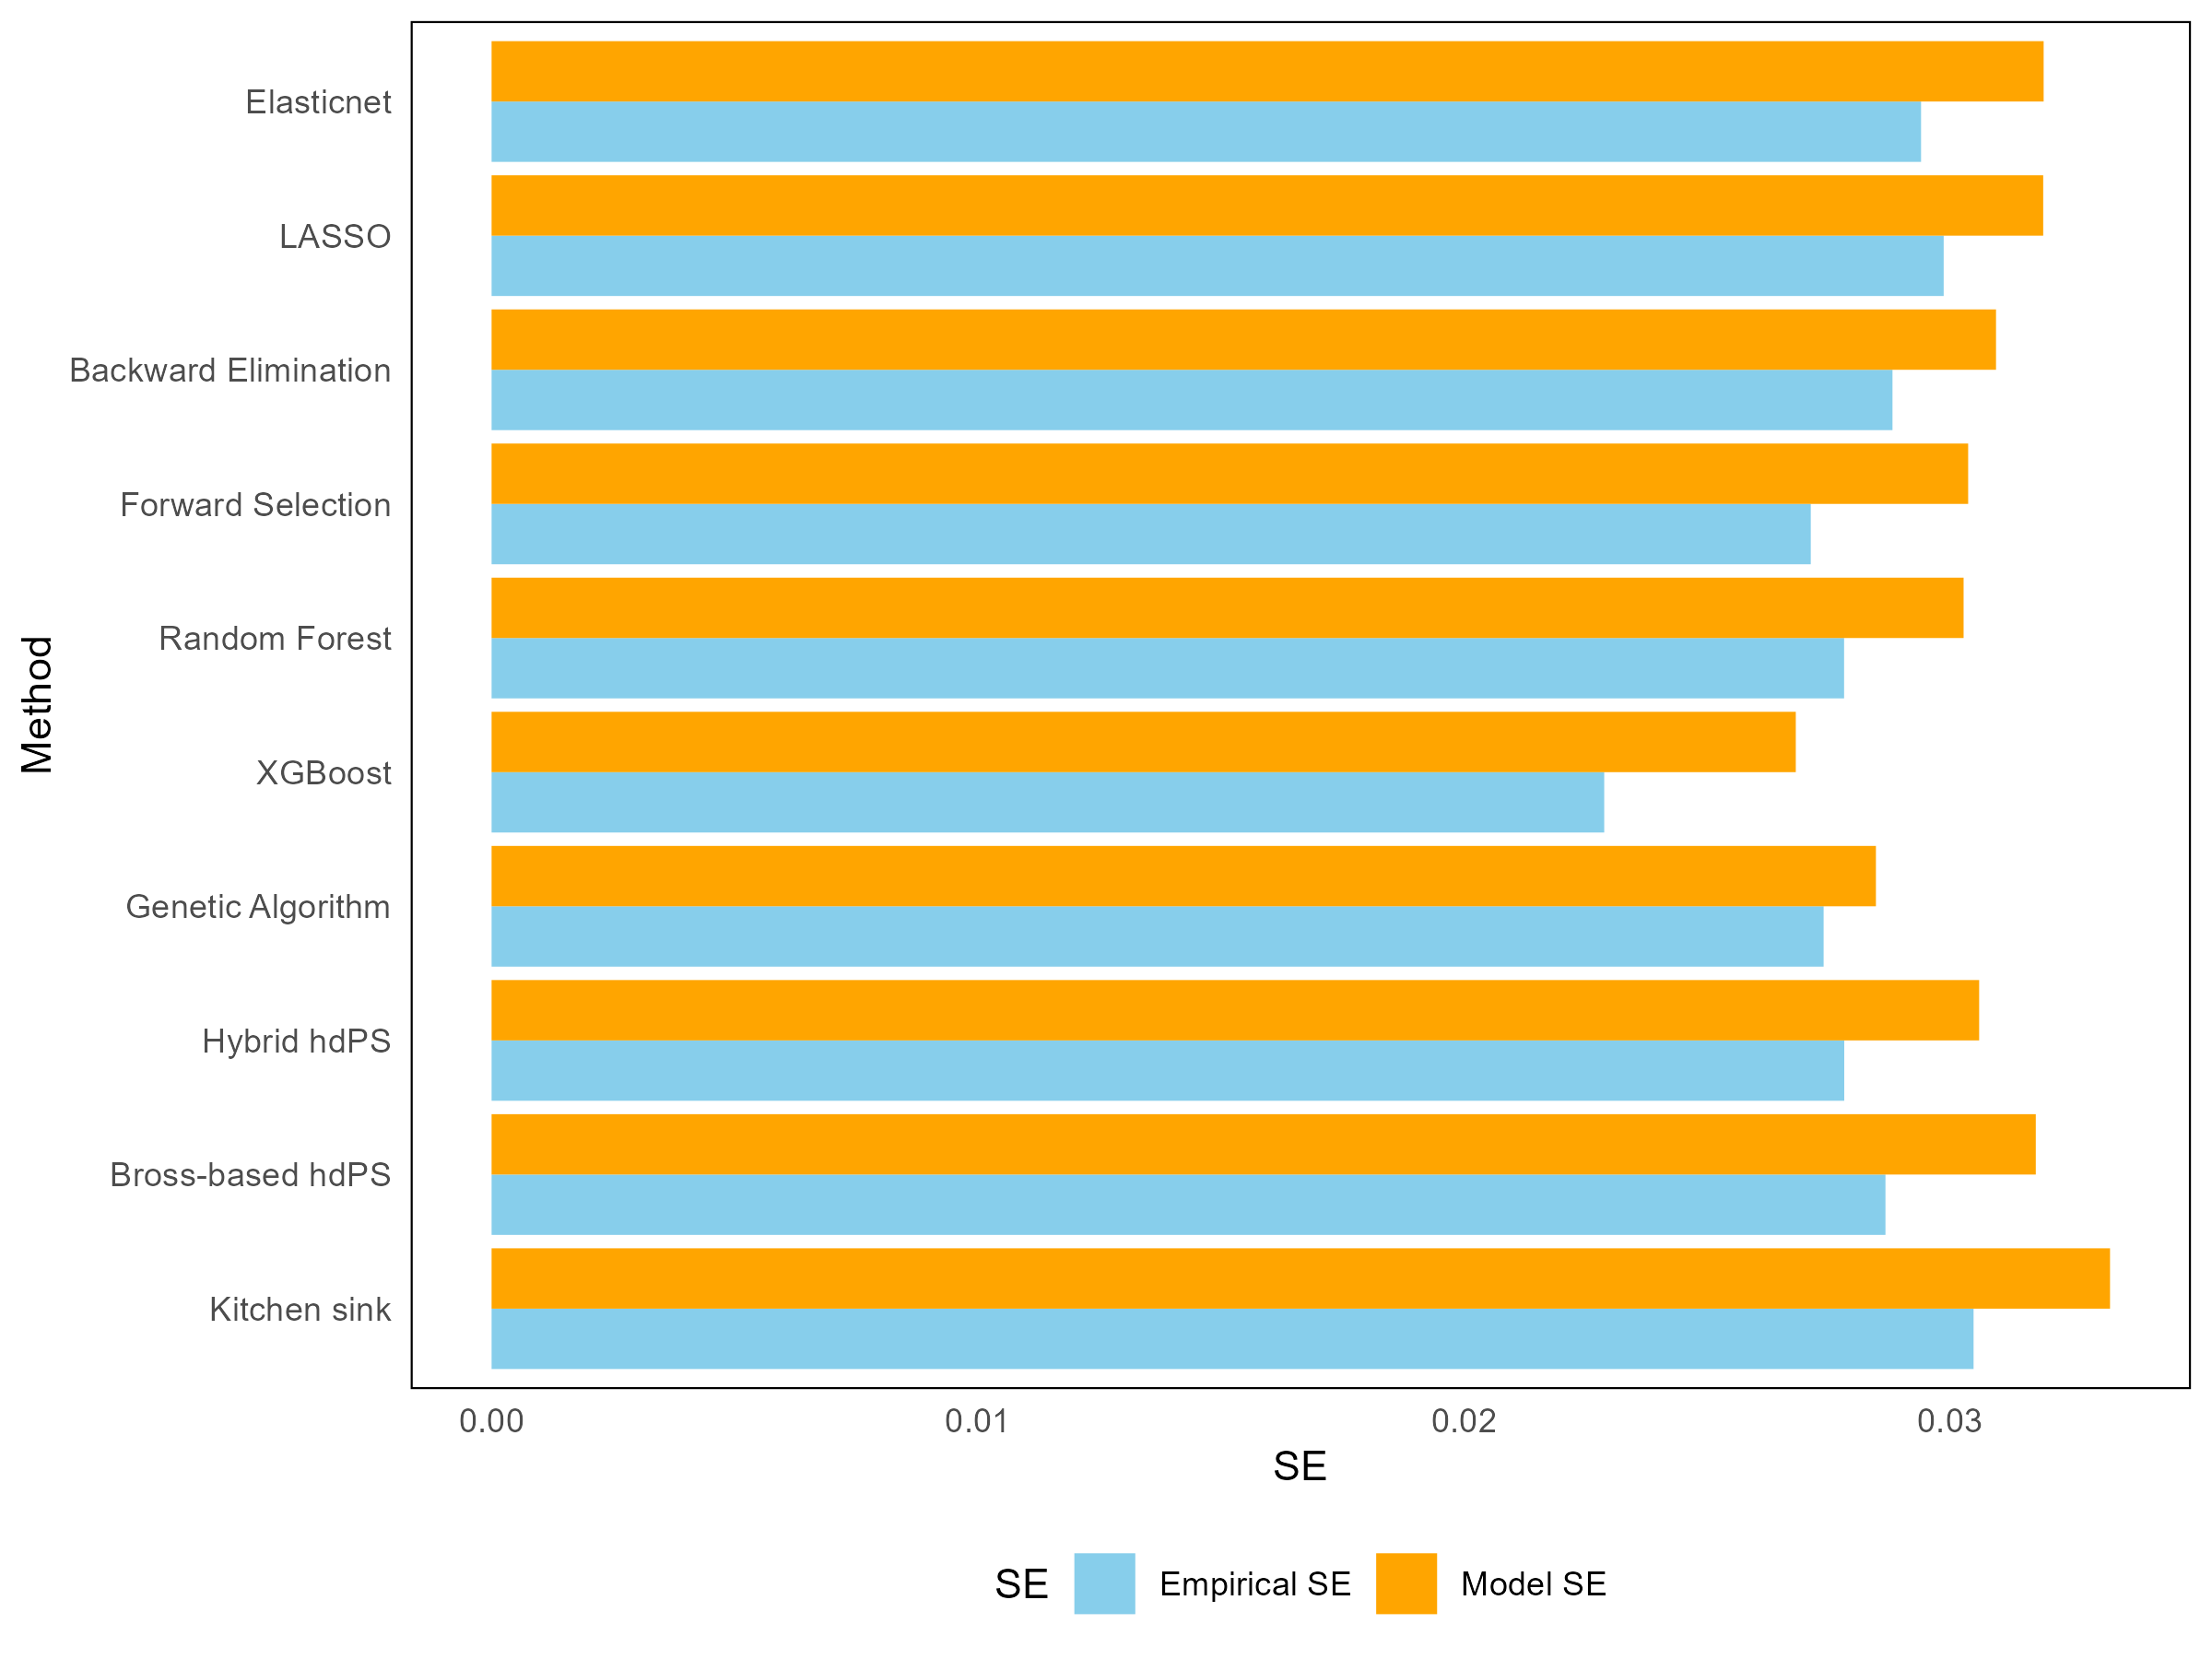 Method
Elasticnet
LASSO
Backward Elimination
Forward Selection
Random Forest
XGBoost
Genetic Algorithm
Hybrid hdPS
Bross-based hdPS
Kitchen sink
0.00 0.01 0.02 0.03
SE
SE Empirical SE Model SE